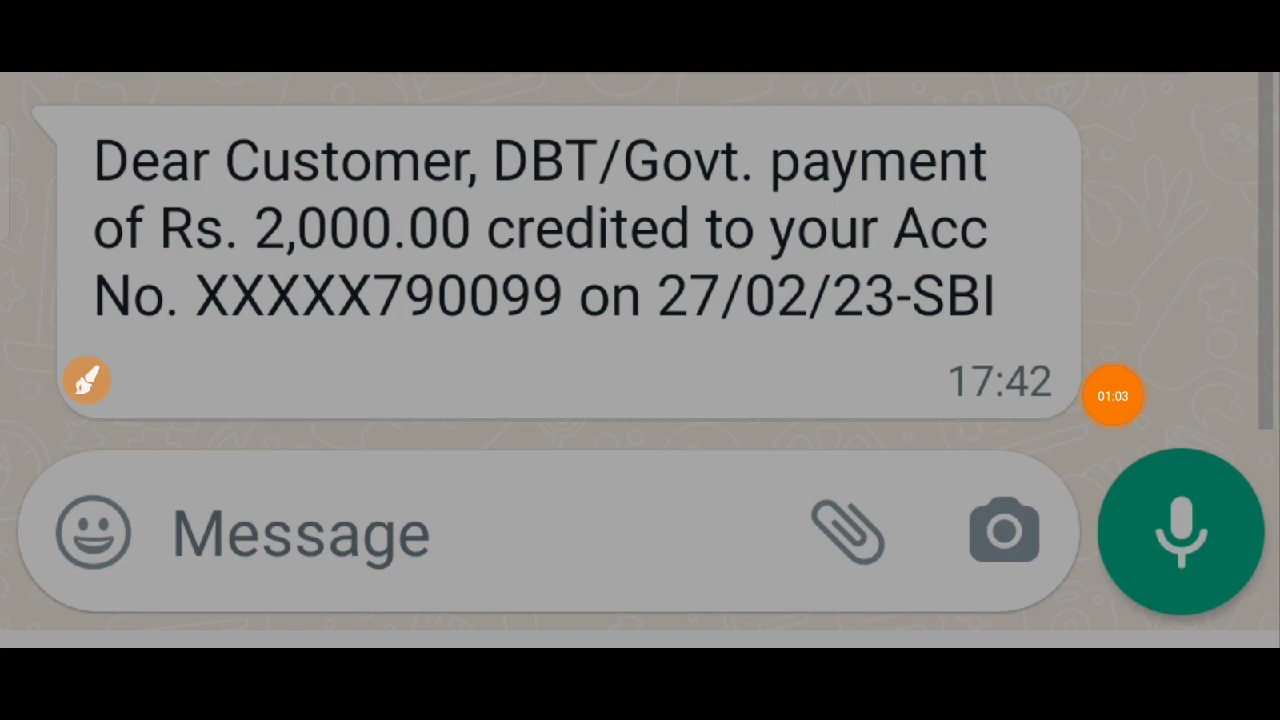 Dear Customer, DBT/Govt. payment
of Rs. 2,000.00 credited to your Acc
No. XXXXX790099 on 27/02/23-SBI
17:42
01:03
Message